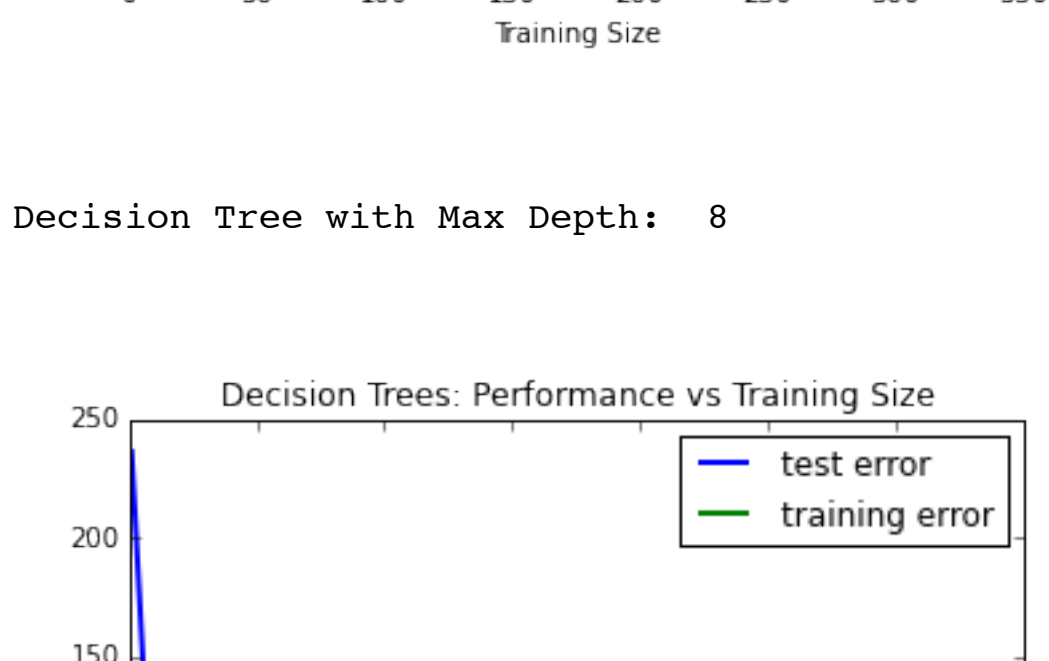 Training Size
Decision Tree with Max Depth:  8
Decision Trees: Performance vs Training Size
250
test error
training error
200
150